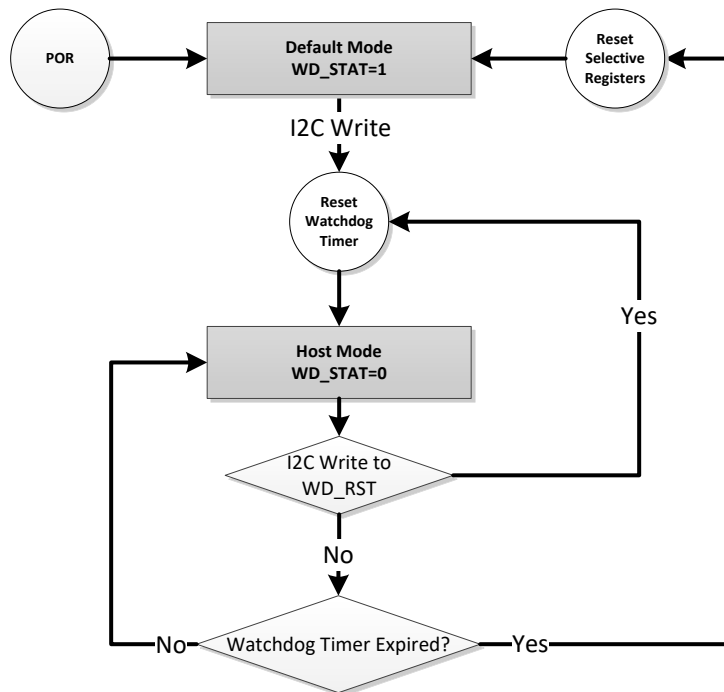 POR
Default Mode
WD_STAT=1
Reset
Selective
Registers
I2C Write
Reset
Watchdog
Timer
Yes
Host Mode
WD_STAT=0
I2C Write to
WD_RST
No
No
Watchdog Timer Expired?
Yes